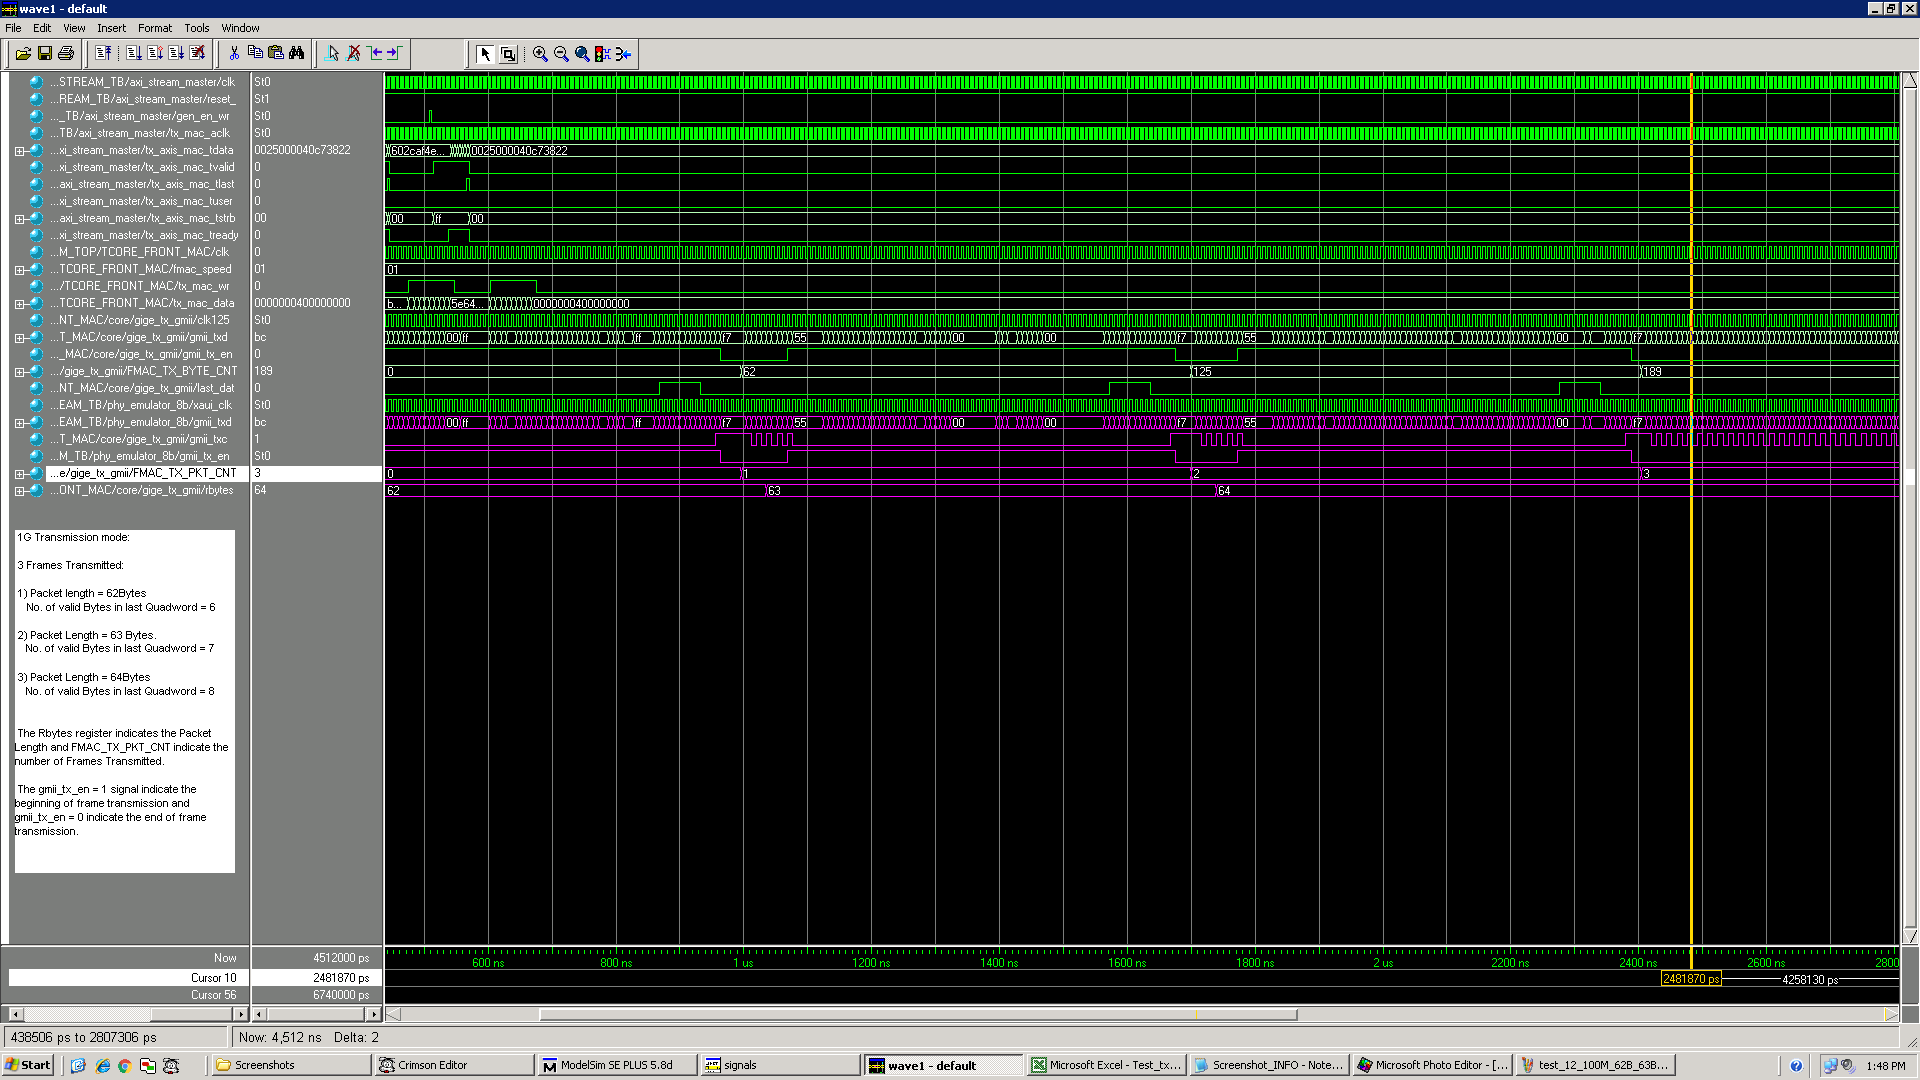 wave1 - default
File Edit View Insert Format Tools Window
...STREAM_TB/axi_stream_master/clk St0
...REAM_TB/axi_stream_master/reset_ St1
..._TB/axi_stream_master/gen_en_wr St0
...TB/axi_stream_master/tx_mac_aclk St0
...xi_stream_master/tx_axis_mac_tdata 0025000040c73822 602caf4e... 0025000040c73822
...xi_stream_master/tx_axis_mac_tvalid 0
...axi_stream_master/tx_axis_mac_tlast 0
...xi_stream_master/tx_axis_mac_tuser 0
...axi_stream_master/tx_axis_mac_tstrb 00 00 ff 00
...xi_stream_master/tx_axis_mac_tready 0
...M_TOP/TCORE_FRONT_MAC/clk St0
...TCORE_FRONT_MAC/fmac_speed 01 01
.../TCORE_FRONT_MAC/tx_mac_wr 0
...TCORE_FRONT_MAC/tx_mac_data 0000000400000000 b... 5e64... 0000000400000000
...NT_MAC/core/gige_tx_gmii/clk125 St0
...T_MAC/core/gige_tx_gmii/gmii_txd bc 00 ff ff f7 55 00 00 f7 55 00 f7
..._MAC/core/gige_tx_gmii/gmii_tx_en 0
.../gige_tx_gmii/FMAC_TX_BYTE_CNT 189 0 62 125 189
...NT_MAC/core/gige_tx_gmii/last_dat 0
...EAM_TB/phy_emulator_8b/xaui_clk St0
...EAM_TB/phy_emulator_8b/gmii_txd bc 00 ff ff f7 55 00 00 f7 55 00 f7
...T_MAC/core/gige_tx_gmii/gmii_txc 1
...M_TB/phy_emulator_8b/gmii_tx_en St0
...e/gige_tx_gmii/FMAC_TX_PKT_CNT 3 0 1 2 3
...ONT_MAC/core/gige_tx_gmii/rbytes 64 62 63 64
1G Transmission mode:
3 Frames Transmitted:
1) Packet length = 62Bytes
No. of valid Bytes in last Quadword = 6
2) Packet Length = 63 Bytes.
No. of valid Bytes in last Quadword = 7
3) Packet Length = 64Bytes
No. of valid Bytes in last Quadword = 8
The Rbytes register indicates the Packet
Length and FMAC_TX_PKT_CNT indicate the
number of Frames Transmitted.
The gmii_tx_en = 1 signal indicate the
beginning of frame transmission and
gmii_tx_en = 0 indicate the end of frame
transmission.
Now 4512000 ps 600 ns 800 ns 1 us 1200 ns 1400 ns 1600 ns 1800 ns 2 us 2200 ns 2400 ns 2600 ns 2800
Cursor 10 2481870 ps 2481870 ps 4258130 ps
Cursor 56 6740000 ps
438506 ps to 2807306 ps Now: 4,512 ns Delta: 2
Start Screenshots Crimson Editor ModelSim SE PLUS 5.8d signals wave1 - default Microsoft Excel - Test_tx... Screenshot_INFO - Note... Microsoft Photo Editor - [... test_12_100M_62B_63B... 1:48 PM